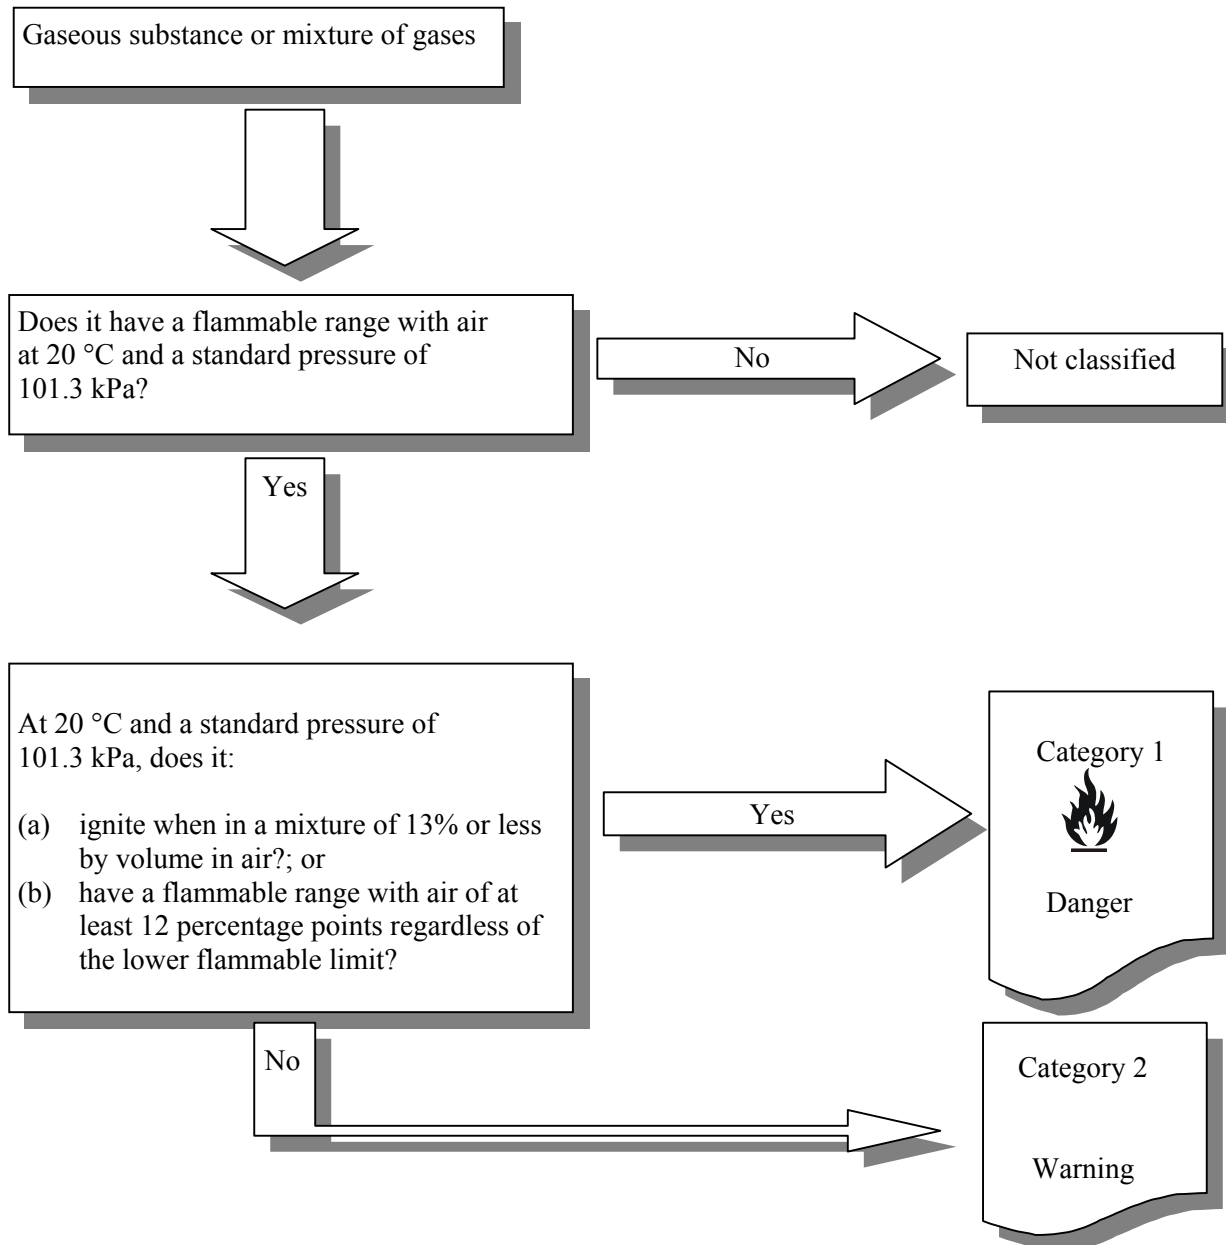 Gaseous substance or mixture of gases
Does it have a flammable range with air
at 20 °C and a standard pressure of
101.3 kPa?
No
Not classified
Yes
At 20 °C and a standard pressure of
101.3 kPa, does it:
(a) ignite when in a mixture of 13% or less
by volume in air?; or
(b) have a flammable range with air of at
least 12 percentage points regardless of
the lower flammable limit?
Yes
Category 1
Danger
No
Category 2
Warning